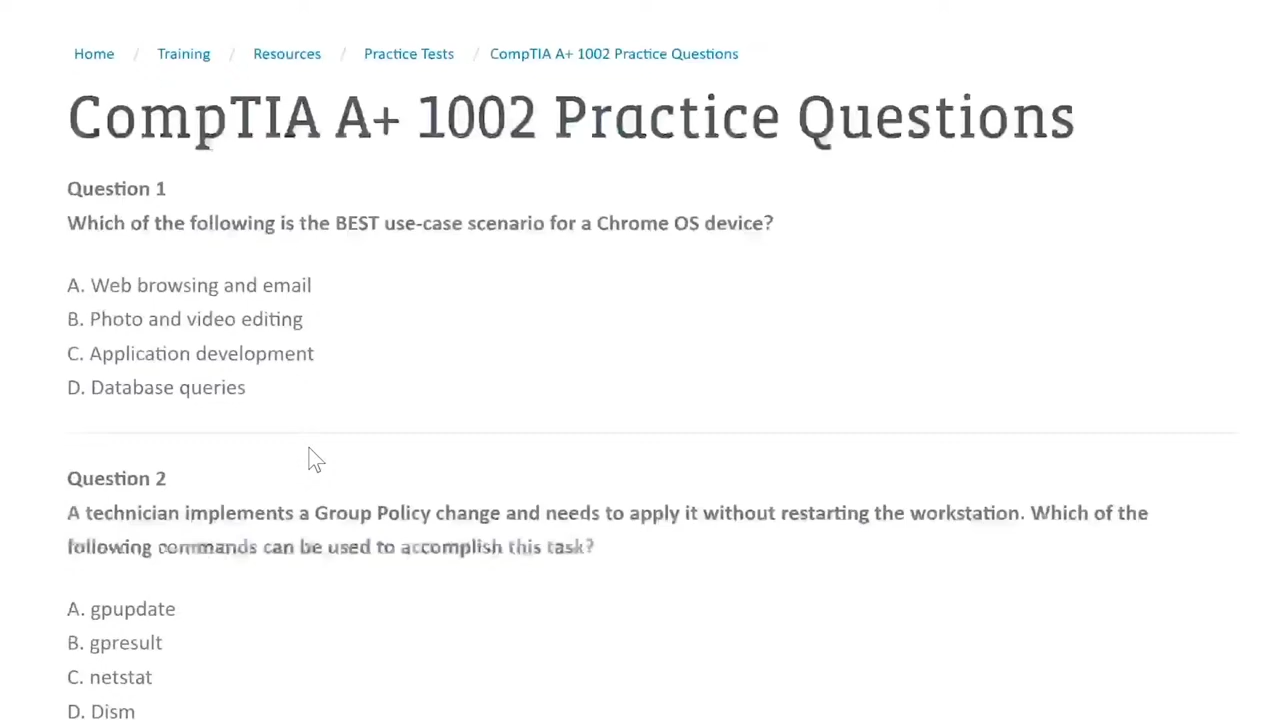 Home / Training / Resources / Practice Tests / CompTIA A+ 1002 Practice Questions
CompTIA A+ 1002 Practice Questions
Question 1
Which of the following is the BEST use-case scenario for a Chrome OS device?
A. Web browsing and email
B. Photo and video editing
C. Application development
D. Database queries
Question 2
A technician implements a Group Policy change and needs to apply it without restarting the workstation. Which of the
following commands can be used to accomplish this task?
A. gpupdate
B. gpresult
C. netstat
D. Dism